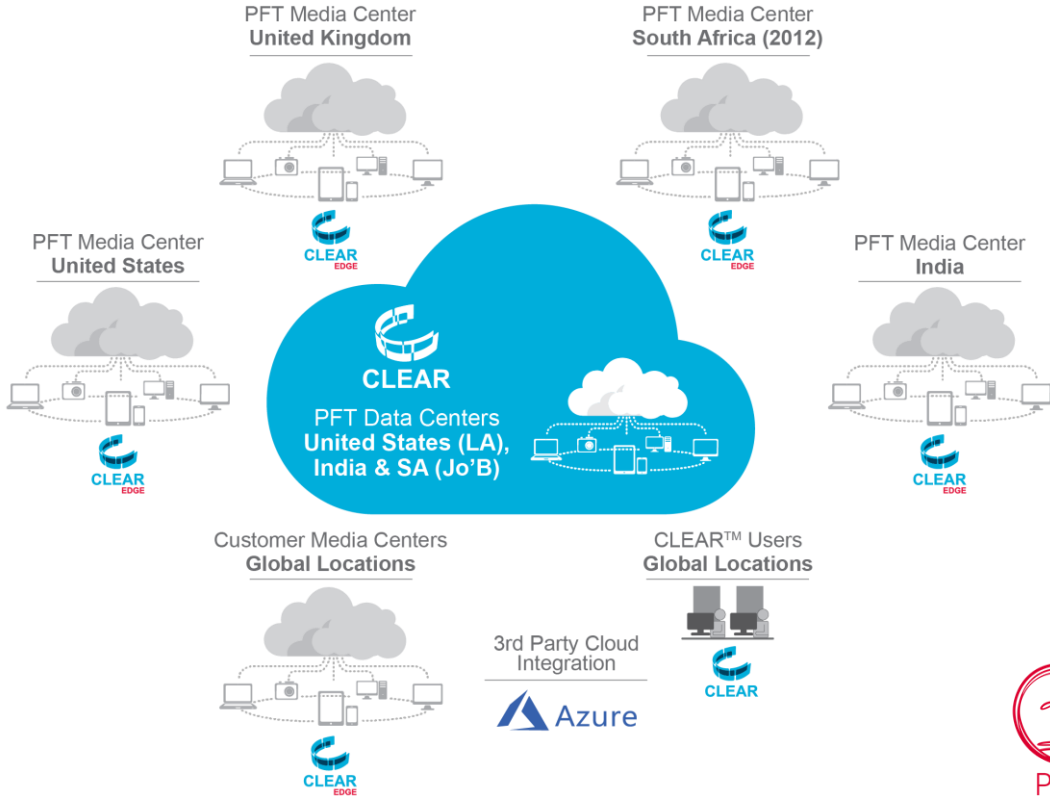 PFT Media Center
United Kingdom
CLEAR
EDGE
PFT Media Center
South Africa (2012)
CLEAR
EDGE
PFT Media Center
United States
CLEAR
EDGE
PFT Media Center
India
CLEAR
EDGE
CLEAR
PFT Data Centers
United States (LA),
India & SA (Jo’B)
Customer Media Centers
Global Locations
CLEAR
EDGE
3rd Party Cloud
Integration
Azure
CLEAR™ Users
Global Locations
CLEAR